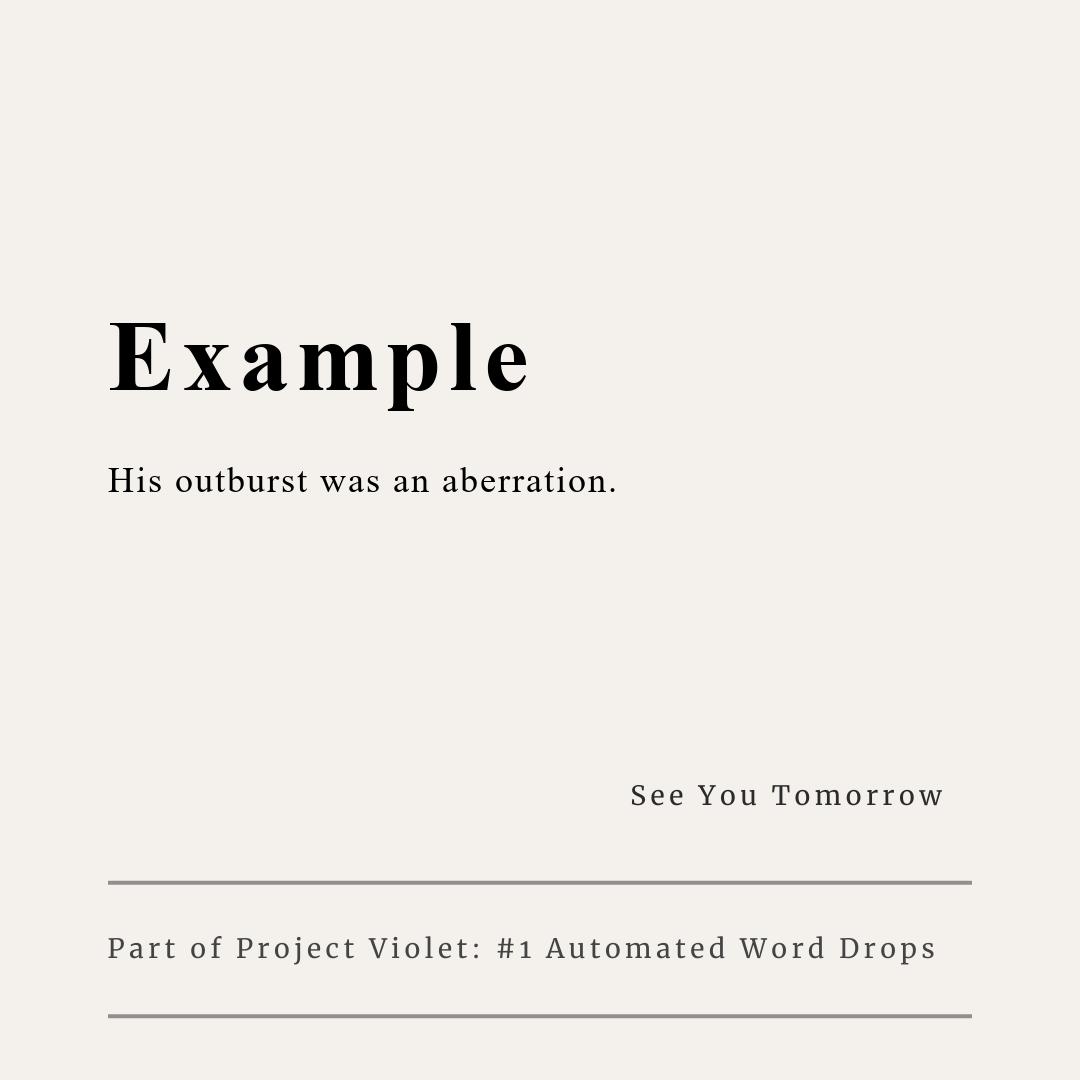 Example
His outburst was an aberration.
See You Tomorrow
Part of Project Violet: #1 Automated Word Drops